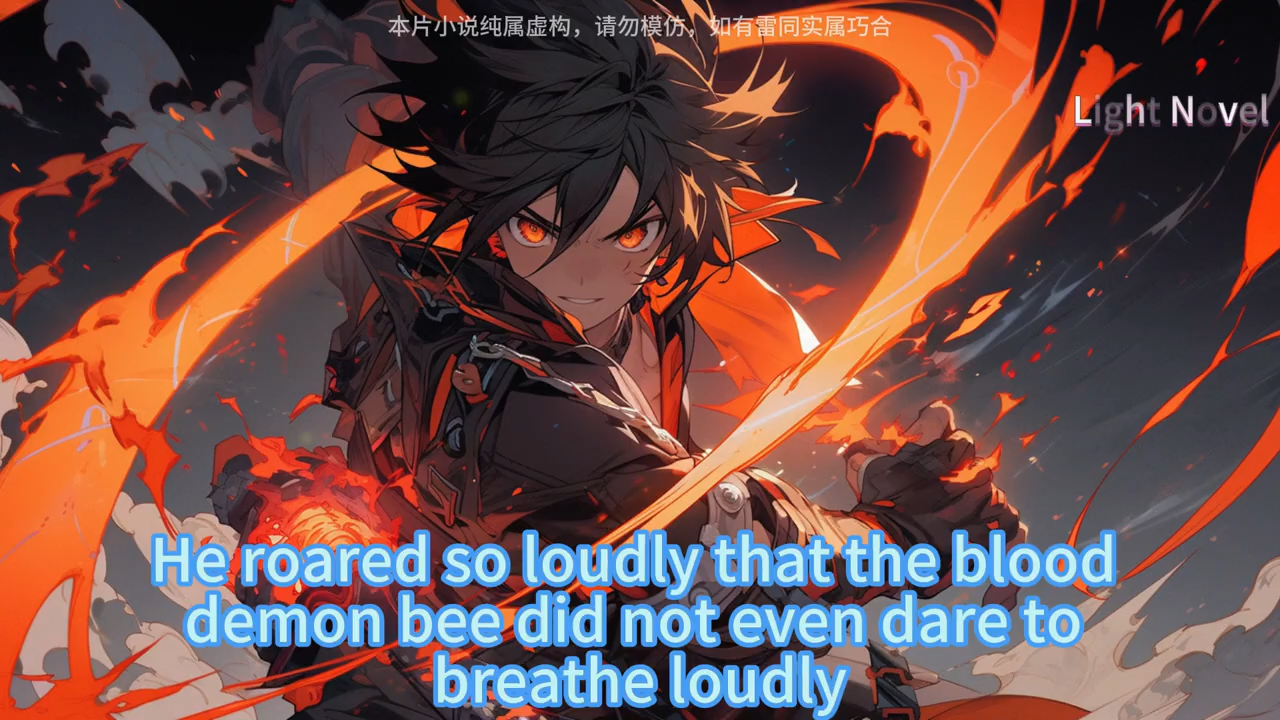 本片小说纯属虚构，请勿模仿，如有雷同实属巧合
Light Novel
He roared so loudly that the blood
demon bee did not even dare to
breathe loudly